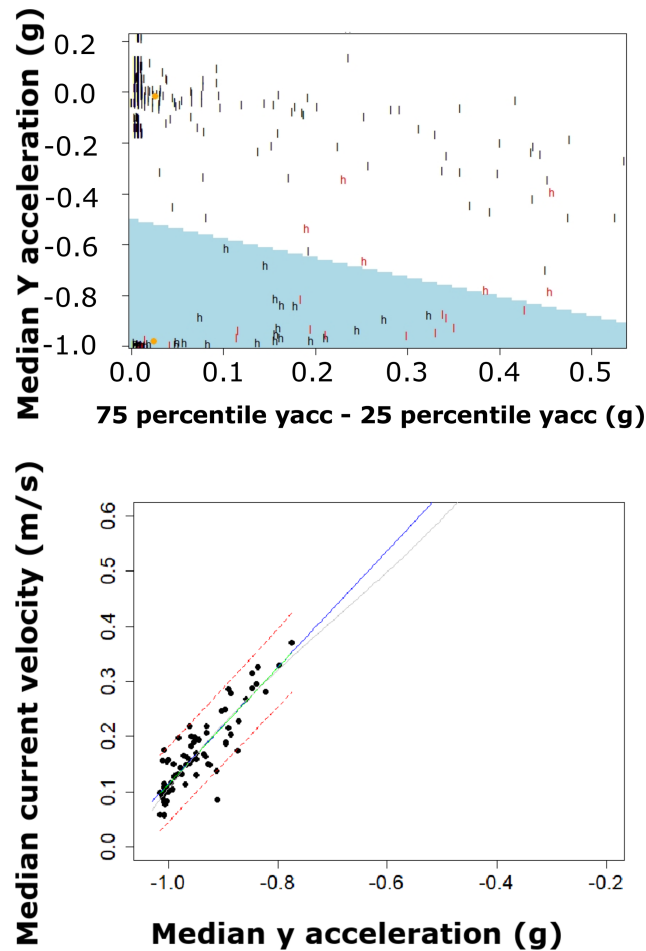 Median Y acceleration (g)
0.2
0.0
-0.2
-0.4
-0.6
-0.8
-1.0
0.0 0.1 0.2 0.3 0.4 0.5
75 percentile yacc - 25 percentile yacc (g)
Median current velocity (m/s)
0.6
0.5
0.4
0.3
0.2
0.1
0.0
-1.0 -0.8 -0.6 -0.4 -0.2
Median y acceleration (g)